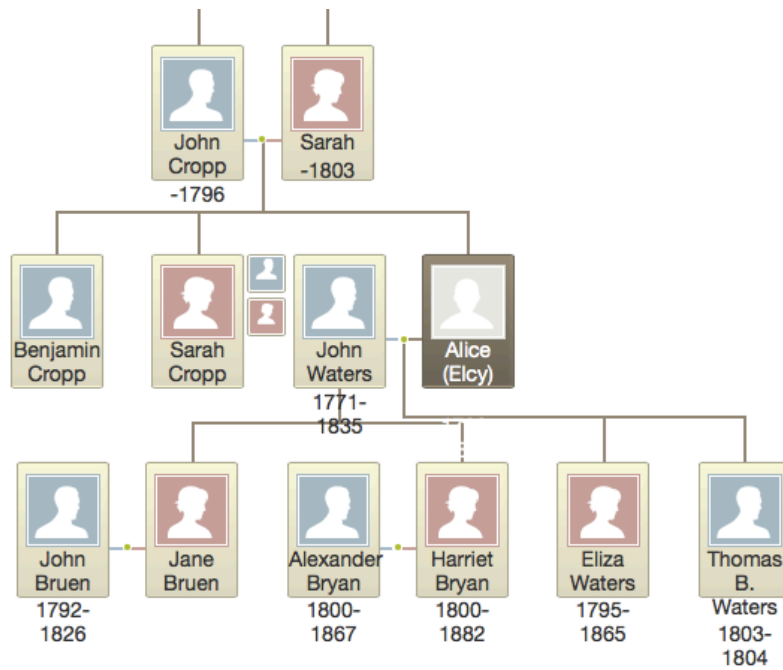 John
Cropp
-1796
Sarah
-1803
Benjamin
Cropp
Sarah
Cropp
John
Waters
1771-
1835
Alice
(Elcy)
John
Bruen
1792-
1826
Jane
Bruen
Alexander
Bryan
1800-
1867
Harriet
Bryan
1800-
1882
Eliza
Waters
1795-
1865
Thomas
B.
Waters
1803-
1804